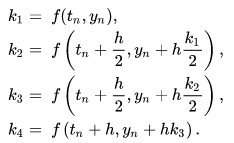 k₁ = f(tₙ, yₙ),
k₂ = f(tₙ + h/2, yₙ + h k₁/2),
k₃ = f(tₙ + h/2, yₙ + h k₂/2),
k₄ = f(tₙ + h, yₙ + hk₃).